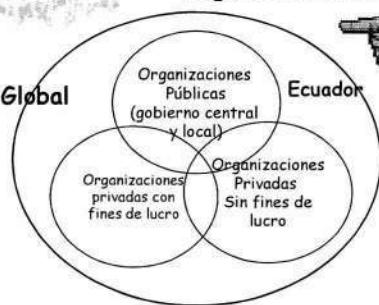 Global
Ecuador
Organizaciones
Públicas
(gobierno central
y local)
Organizaciones
privadas con
fines de lucro
Organizaciones
Privadas
Sin fines de
lucro